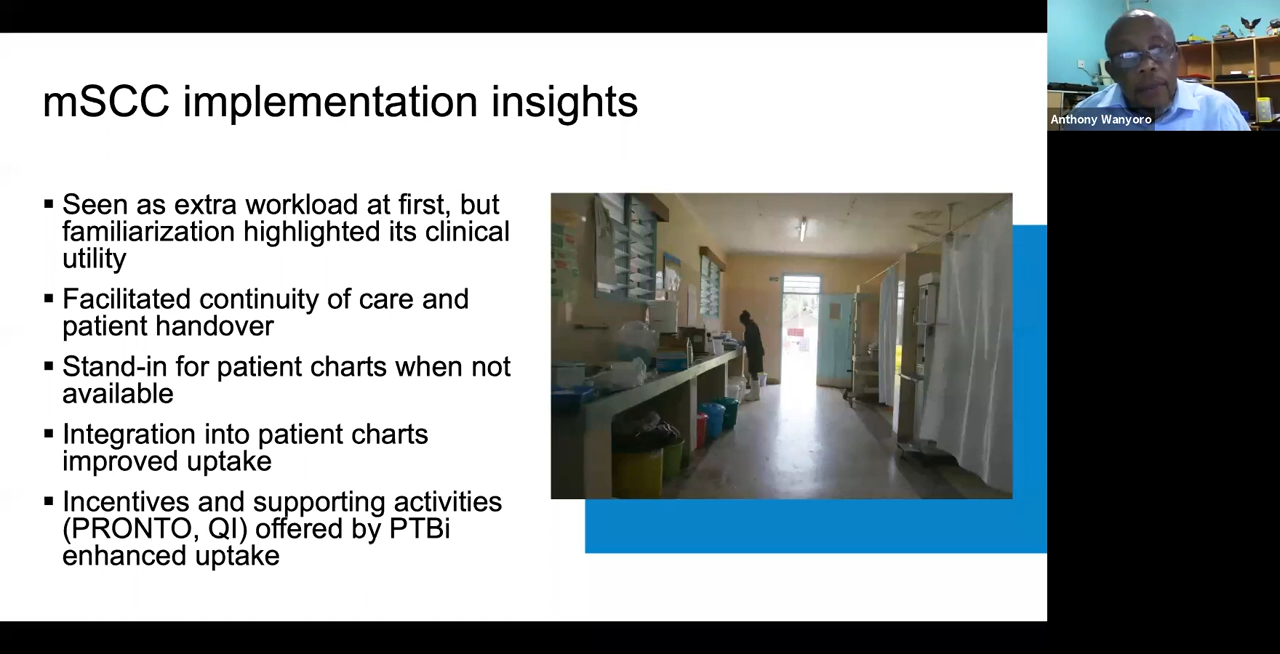 mSCC implementation insights
▪ Seen as extra workload at first, but
familiarization highlighted its clinical
utility
▪ Facilitated continuity of care and
patient handover
▪ Stand-in for patient charts when not
available
▪ Integration into patient charts
improved uptake
▪ Incentives and supporting activities
(PRONTO, QI) offered by PTBi
enhanced uptake
Anthony Wanyoro